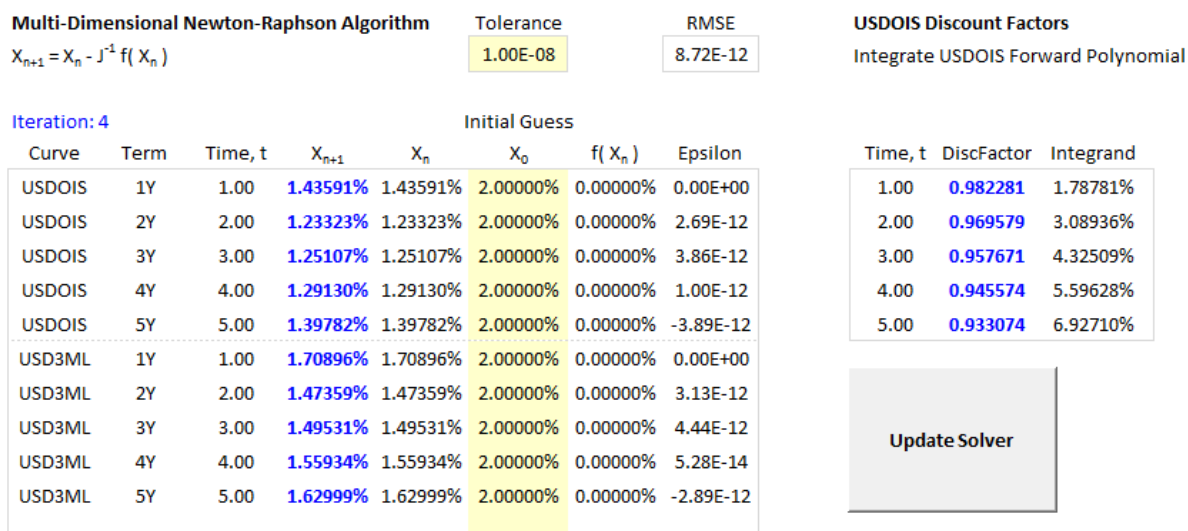 Multi-Dimensional Newton-Raphson Algorithm Tolerance RMSE USDOIS Discount Factors
Xn+1 = Xn - J-1 f( Xn ) 1.00E-08 8.72E-12 Integrate USDOIS Forward Polynomial
Iteration: 4 Initial Guess
Curve Term Time, t Xn+1 Xn X0 f( Xn ) Epsilon Time, t DiscFactor Integrand
USDOIS 1Y 1.00 1.43591% 1.43591% 2.00000% 0.00000% 0.00E+00 1.00 0.982281 1.78781%
USDOIS 2Y 2.00 1.23323% 1.23323% 2.00000% 0.00000% 2.69E-12 2.00 0.969579 3.08936%
USDOIS 3Y 3.00 1.25107% 1.25107% 2.00000% 0.00000% 3.86E-12 3.00 0.957671 4.32509%
USDOIS 4Y 4.00 1.29130% 1.29130% 2.00000% 0.00000% 1.00E-12 4.00 0.945574 5.59628%
USDOIS 5Y 5.00 1.39782% 1.39782% 2.00000% 0.00000% -3.89E-12 5.00 0.933074 6.92710%
USD3ML 1Y 1.00 1.70896% 1.70896% 2.00000% 0.00000% 0.00E+00
USD3ML 2Y 2.00 1.47359% 1.47359% 2.00000% 0.00000% 3.13E-12
USD3ML 3Y 3.00 1.49531% 1.49531% 2.00000% 0.00000% 4.44E-12
Update Solver
USD3ML 4Y 4.00 1.55934% 1.55934% 2.00000% 0.00000% 5.28E-14
USD3ML 5Y 5.00 1.62999% 1.62999% 2.00000% 0.00000% -2.89E-12